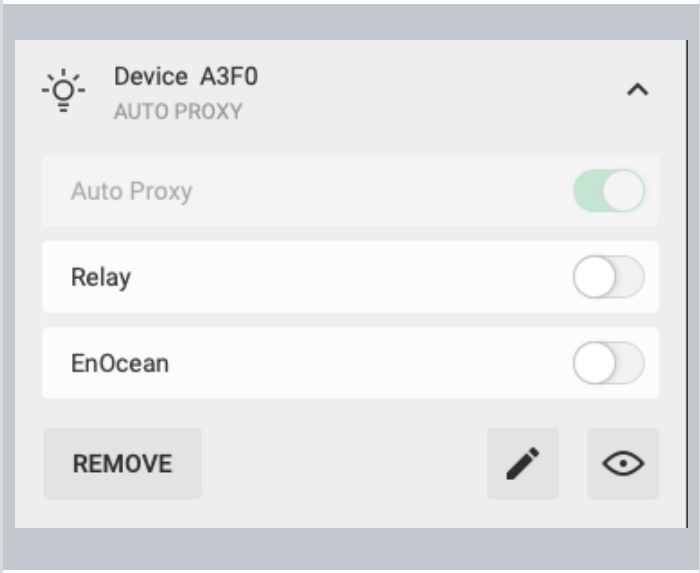 Device A3F0
AUTO PROXY
Auto Proxy
Relay
EnOcean
REMOVE